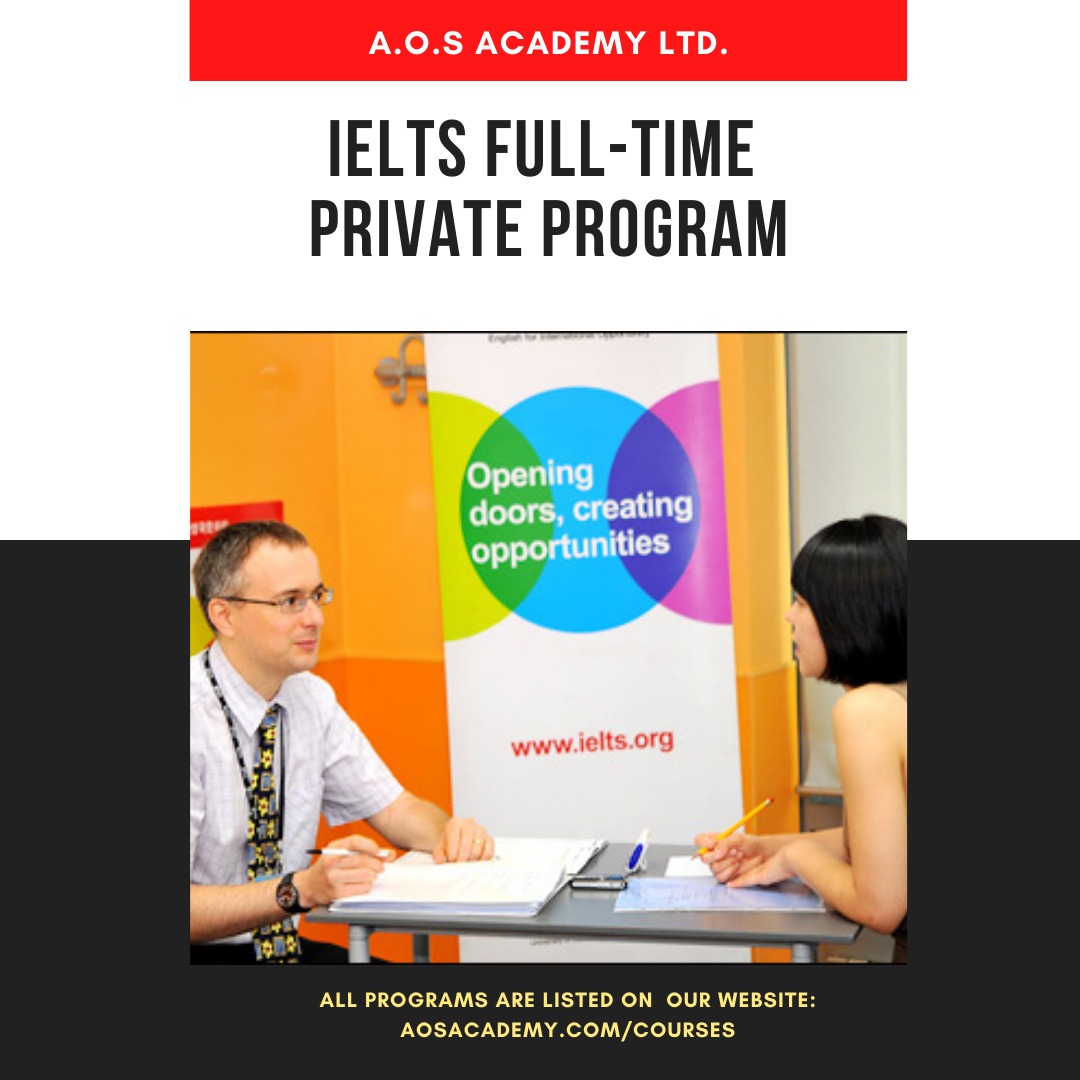 A.O.S ACADEMY LTD.
IELTS FULL-TIME
PRIVATE PROGRAM
English for International Opportunity
Opening
doors, creating
opportunities
www.ielts.org
ALL PROGRAMS ARE LISTED ON OUR WEBSITE:
AOSACADEMY.COM/COURSES